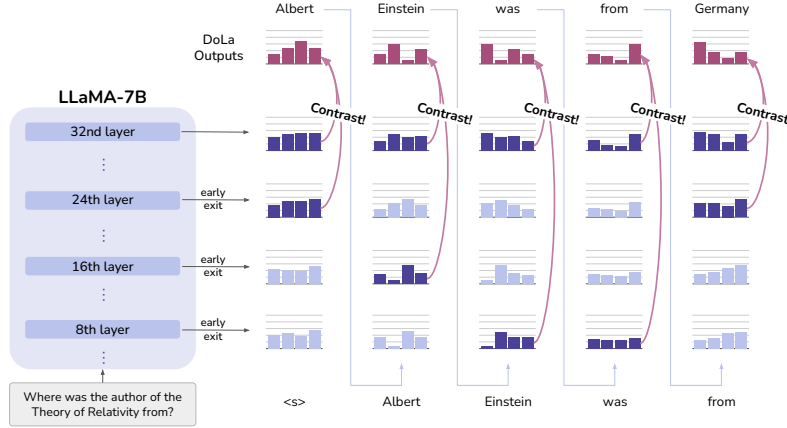 Albert Einstein was from Germany
DoLa
Outputs
LLaMA-7B
Contrast! Contrast! Contrast! Contrast! Contrast!
32nd layer
24th layer
early
exit
16th layer
early
exit
8th layer
early
exit
Where was the author of the
Theory of Relativity from?
<s> Albert Einstein was from